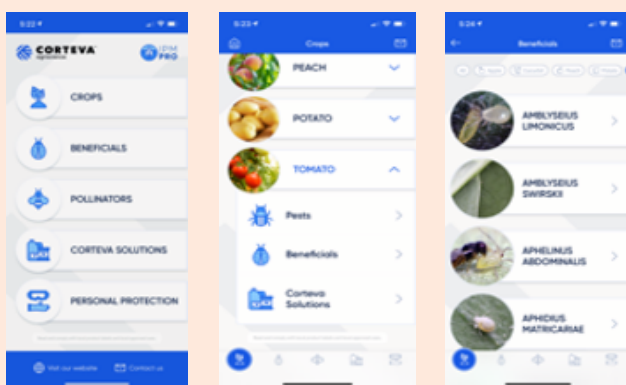 5:22
CORTEVA
agriscience
IPM
PRO
CROPS
BENEFICIALS
POLLINATORS
CORTEVA SOLUTIONS
PERSONAL PROTECTION
Visit our website
Contact us
5:23
Crops
PEACH
POTATO
TOMATO
Pests
Beneficials
Corteva
Solutions
5:24
Beneficials
AMBLYSEIUS
LIMONICUS
AMBLYSEIUS
SWIRSKII
APHELINUS
ABDOMINALIS
APHIDIUS
MATRICARIAE